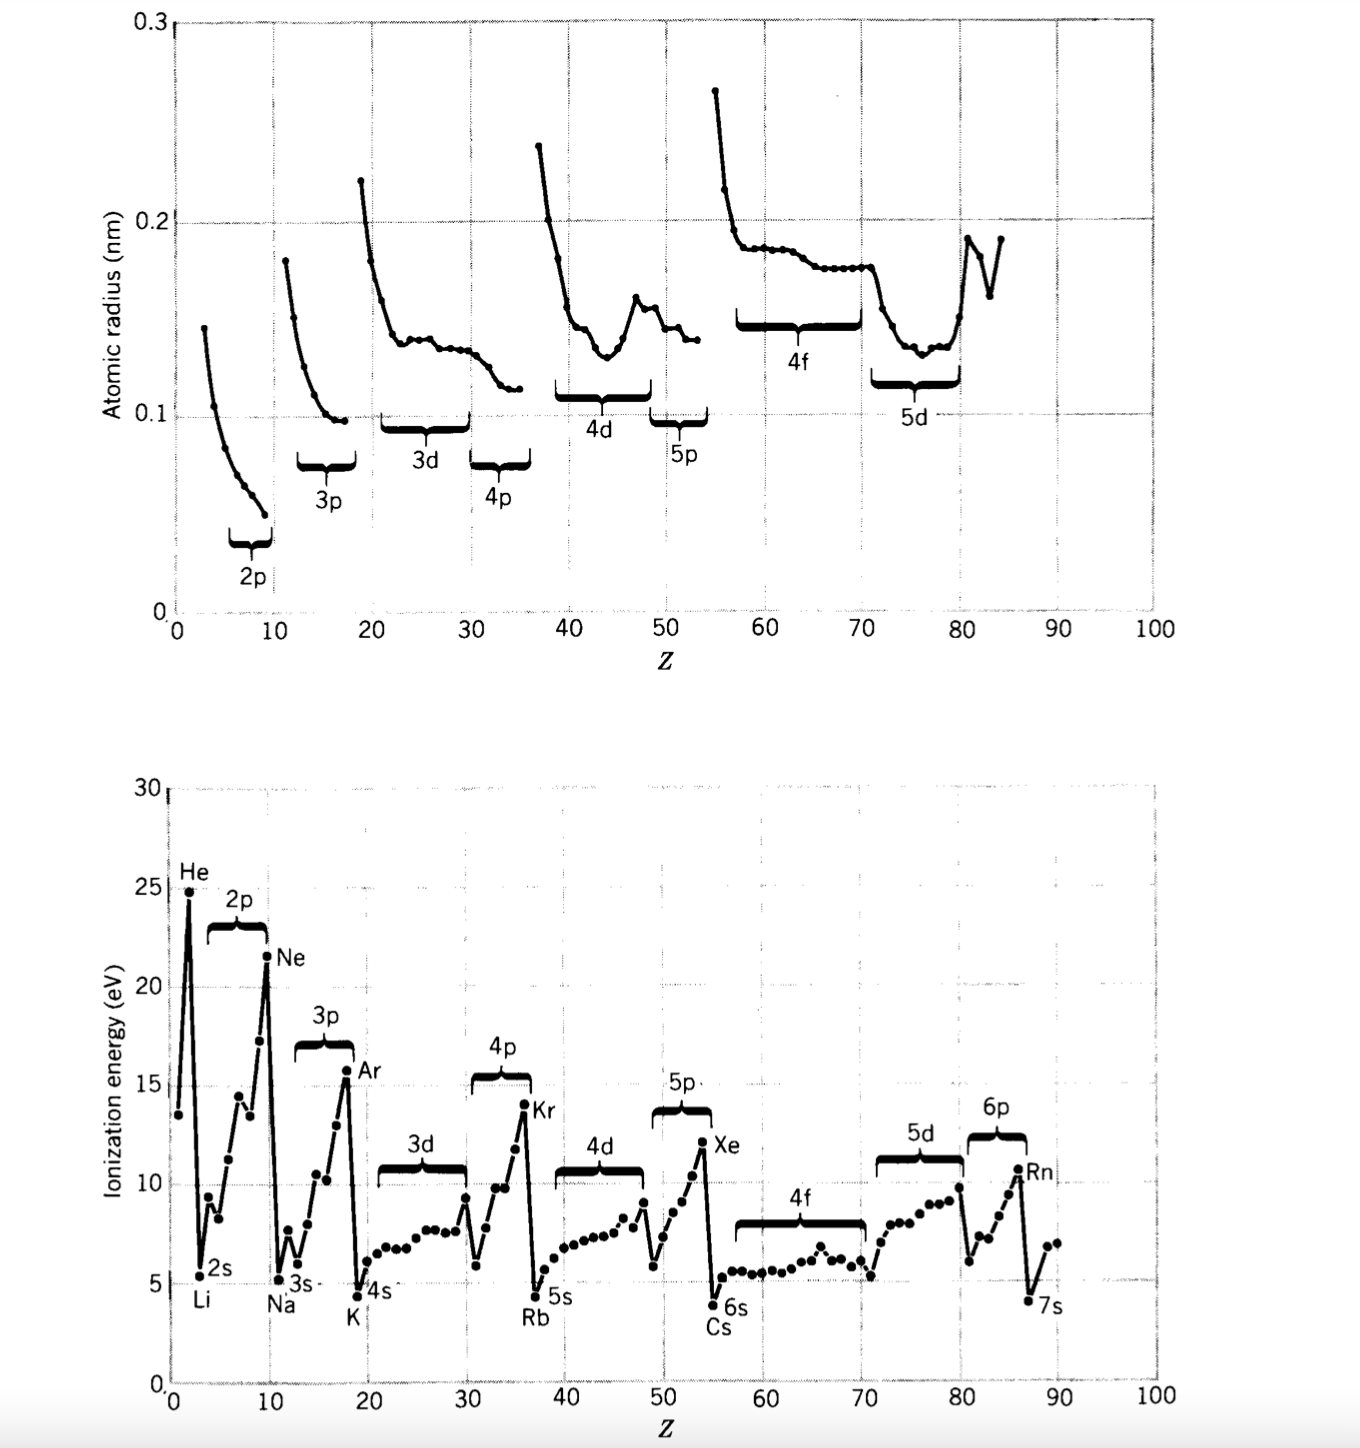 0.3
0.2
0.1
0
Atomic radius (nm)
2p
3p
3d
4p
4d
5p
4f
5d
0 10 20 30 40 50 60 70 80 90 100
Z
30
25
20
15
10
5
0
Ionization energy (eV)
He
2p
Ne
3p
Ar
4p
Kr
5p
Xe
6p
Rn
3d
4d
5d
4f
2s
Li
3s
Na
4s
K
5s
Rb
6s
Cs
7s
0 10 20 30 40 50 60 70 80 90 100
Z